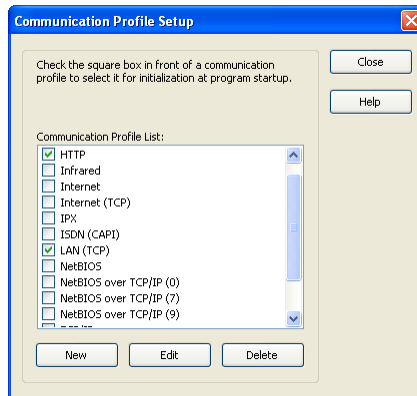 Communication Profile Setup
Check the square box in front of a communication
profile to select it for initialization at program startup.
Close
Help
Communication Profile List:
HTTP
Infrared
Internet
Internet (TCP)
IPX
ISDN (CAPI)
LAN (TCP)
NetBIOS
NetBIOS over TCP/IP (0)
NetBIOS over TCP/IP (7)
NetBIOS over TCP/IP (9)
New
Edit
Delete